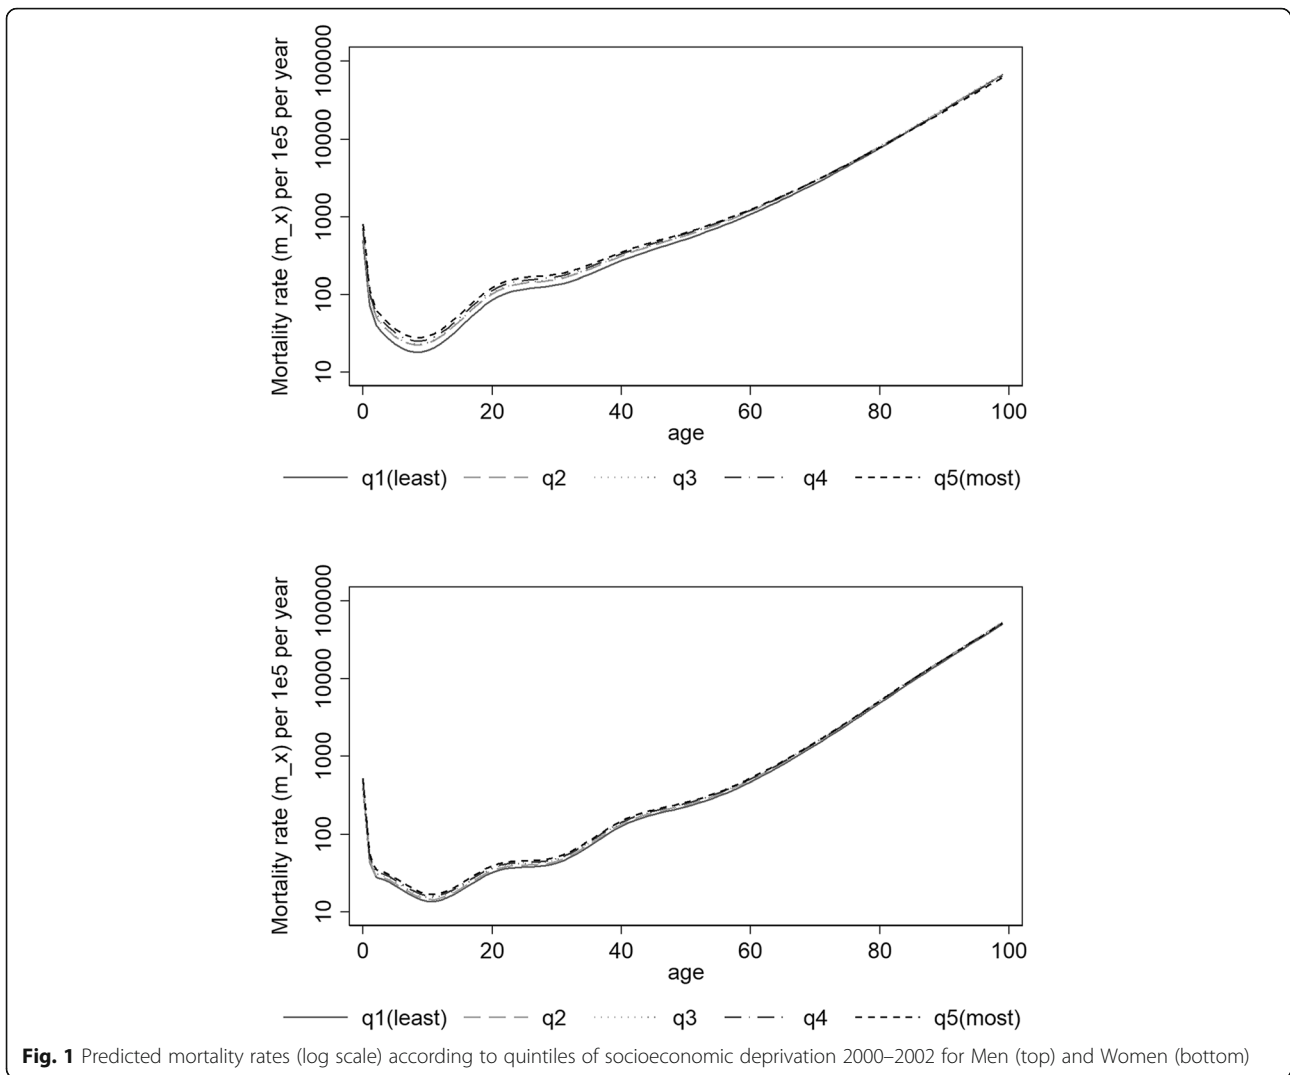 Mortality rate (m_x) per 1e5 per year
100000
10000
1000
100
10
0 20 40 60 80 100
age
q1(least) q2 q3 q4 q5(most)
Mortality rate (m_x) per 1e5 per year
100000
10000
1000
100
10
0 20 40 60 80 100
age
q1(least) q2 q3 q4 q5(most)
Fig. 1 Predicted mortality rates (log scale) according to quintiles of socioeconomic deprivation 2000–2002 for Men (top) and Women (bottom)